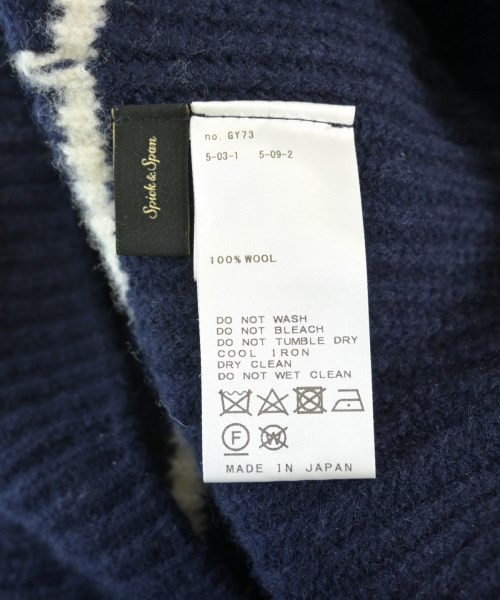 Spick & Span
no. GY73
5-03-1 5-09-2
100% WOOL
DO NOT WASH
DO NOT BLEACH
DO NOT TUMBLE DRY
COOL IRON
DRY CLEAN
DO NOT WET CLEAN
F W
MADE IN JAPAN